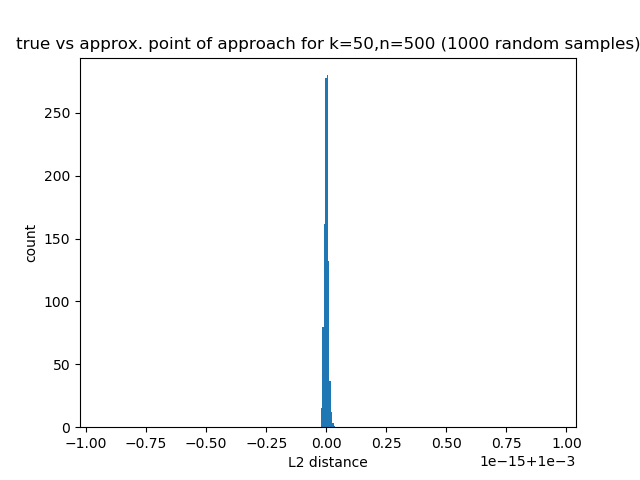 true vs approx. point of approach for k=50,n=500 (1000 random samples)
250
200
150
100
50
0
count
−1.00 −0.75 −0.50 −0.25 0.00 0.25 0.50 0.75 1.00
L2 distance
1e−15+1e−3